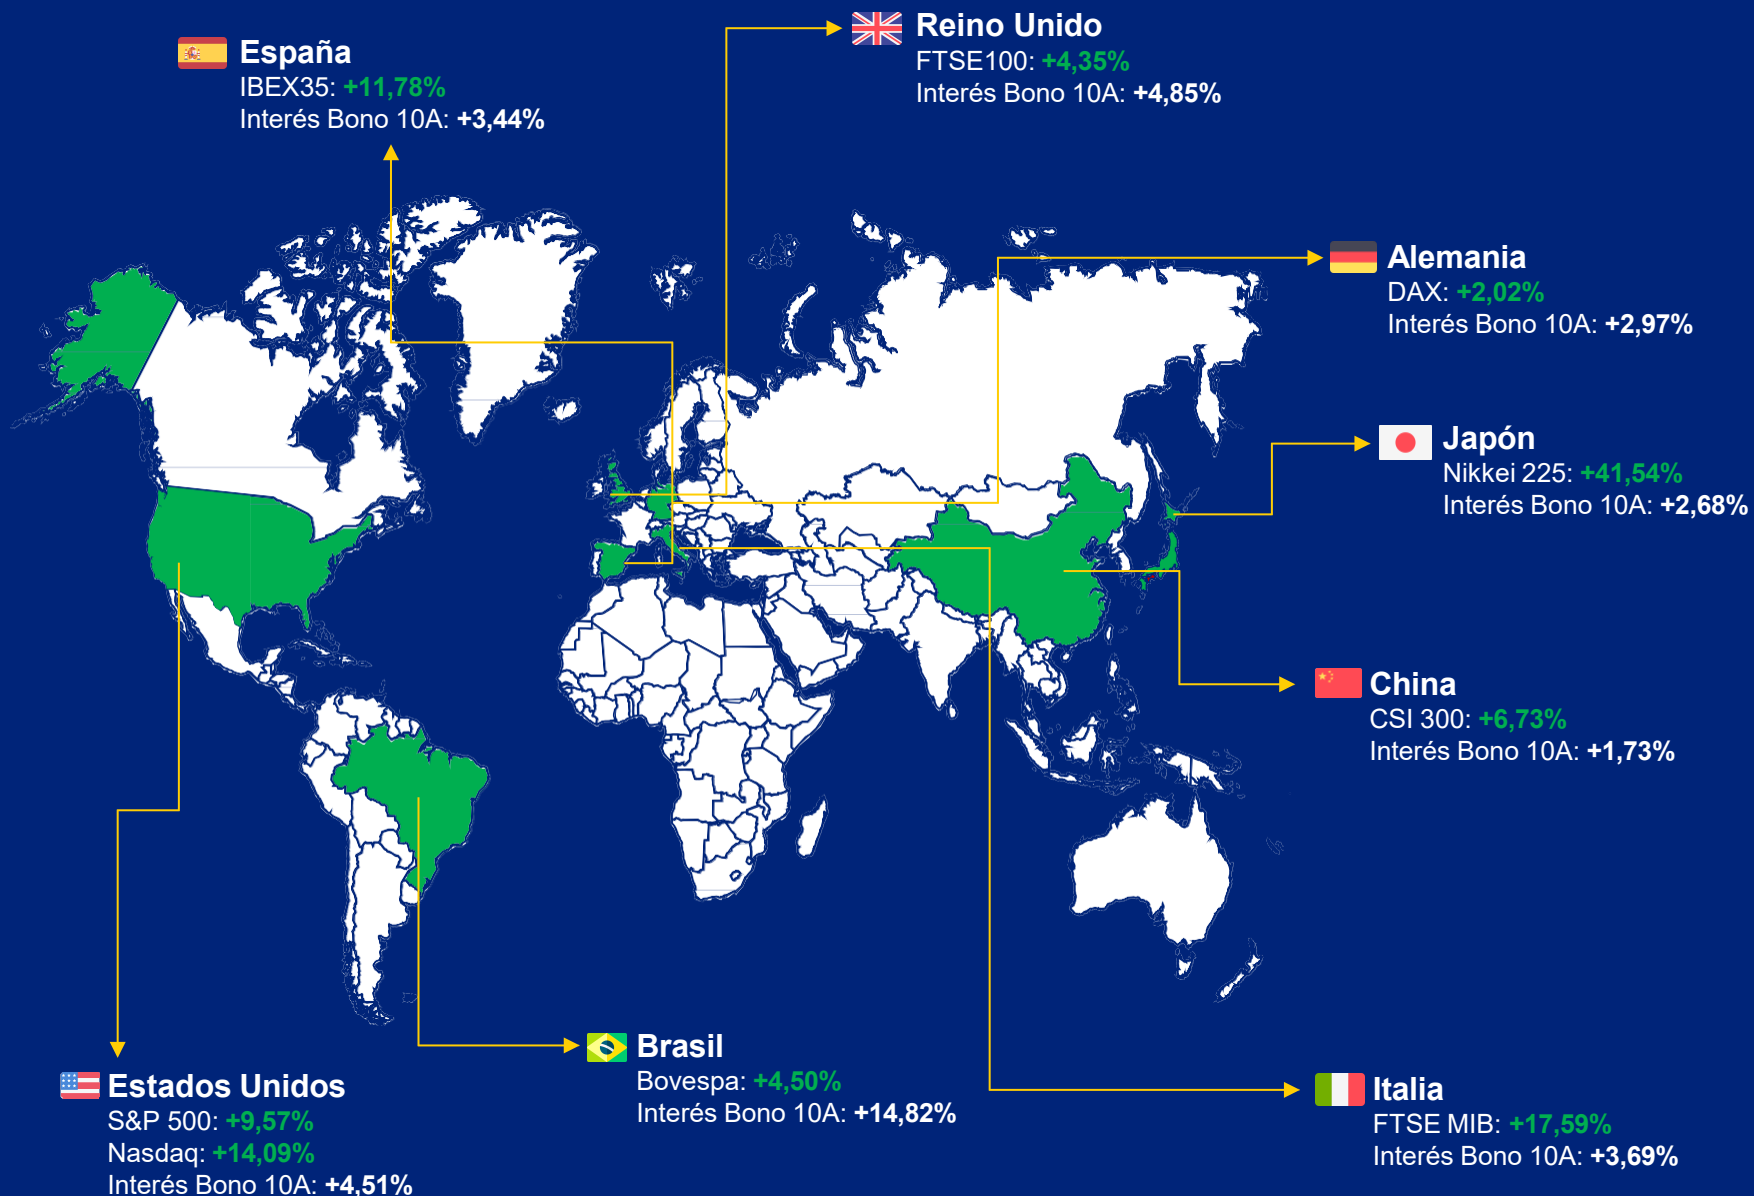 Reino Unido
FTSE100: +4,35%
Interés Bono 10A: +4,85%
España
IBEX35: +11,78%
Interés Bono 10A: +3,44%
Alemania
DAX: +2,02%
Interés Bono 10A: +2,97%
Japón
Nikkei 225: +41,54%
Interés Bono 10A: +2,68%
China
CSI 300: +6,73%
Interés Bono 10A: +1,73%
Brasil
Bovespa: +4,50%
Interés Bono 10A: +14,82%
Estados Unidos
S&P 500: +9,57%
Nasdaq: +14,09%
Interés Bono 10A: +4,51%
Italia
FTSE MIB: +17,59%
Interés Bono 10A: +3,69%